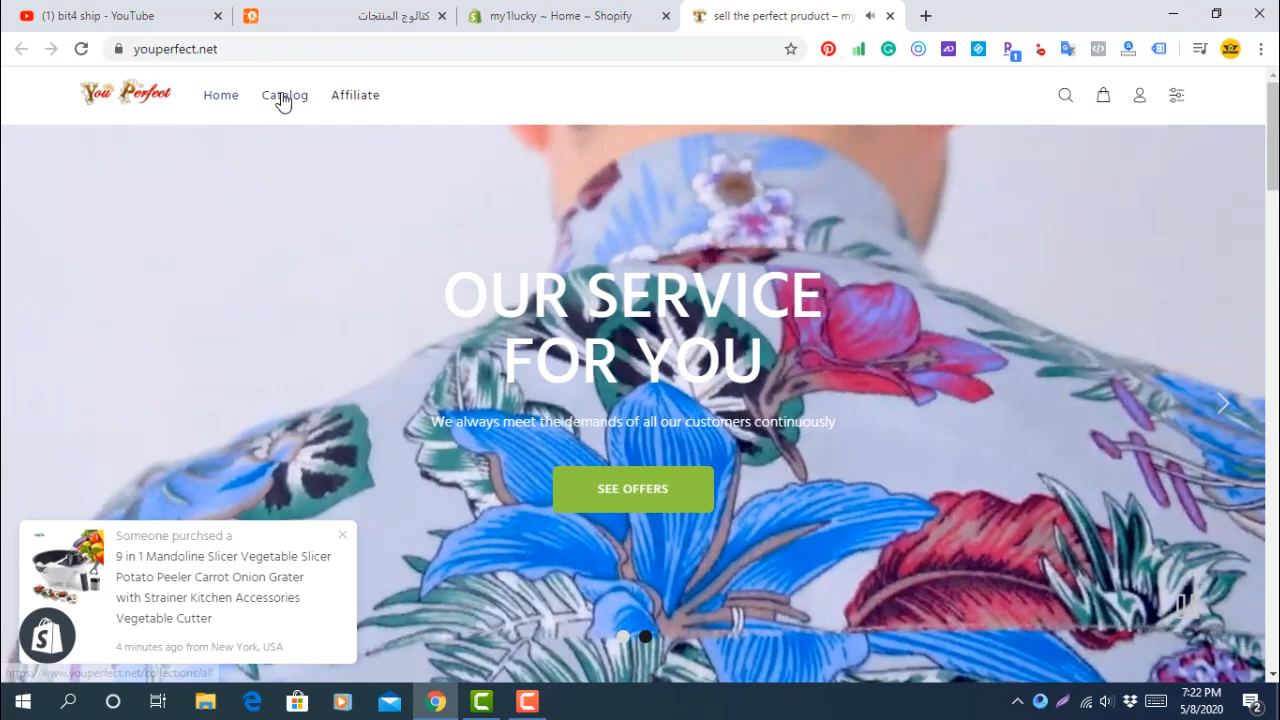 (1) bit4 ship - YouTube
كتالوج المنتجات
my1lucky ~ Home ~ Shopify
sell the perfect pruduct – my
youperfect.net
1
You Perfect
Home
Catalog
Affiliate
OUR SERVICE
FOR YOU
We always meet the demands of all our customers continuously
SEE OFFERS
Someone purchsed a
9 in 1 Mandoline Slicer Vegetable Slicer
Potato Peeler Carrot Onion Grater
with Strainer Kitchen Accessories
Vegetable Cutter
4 minutes ago from New York, USA
https://www.youperfect.net/collections/all
7:22 PM
5/8/2020
2